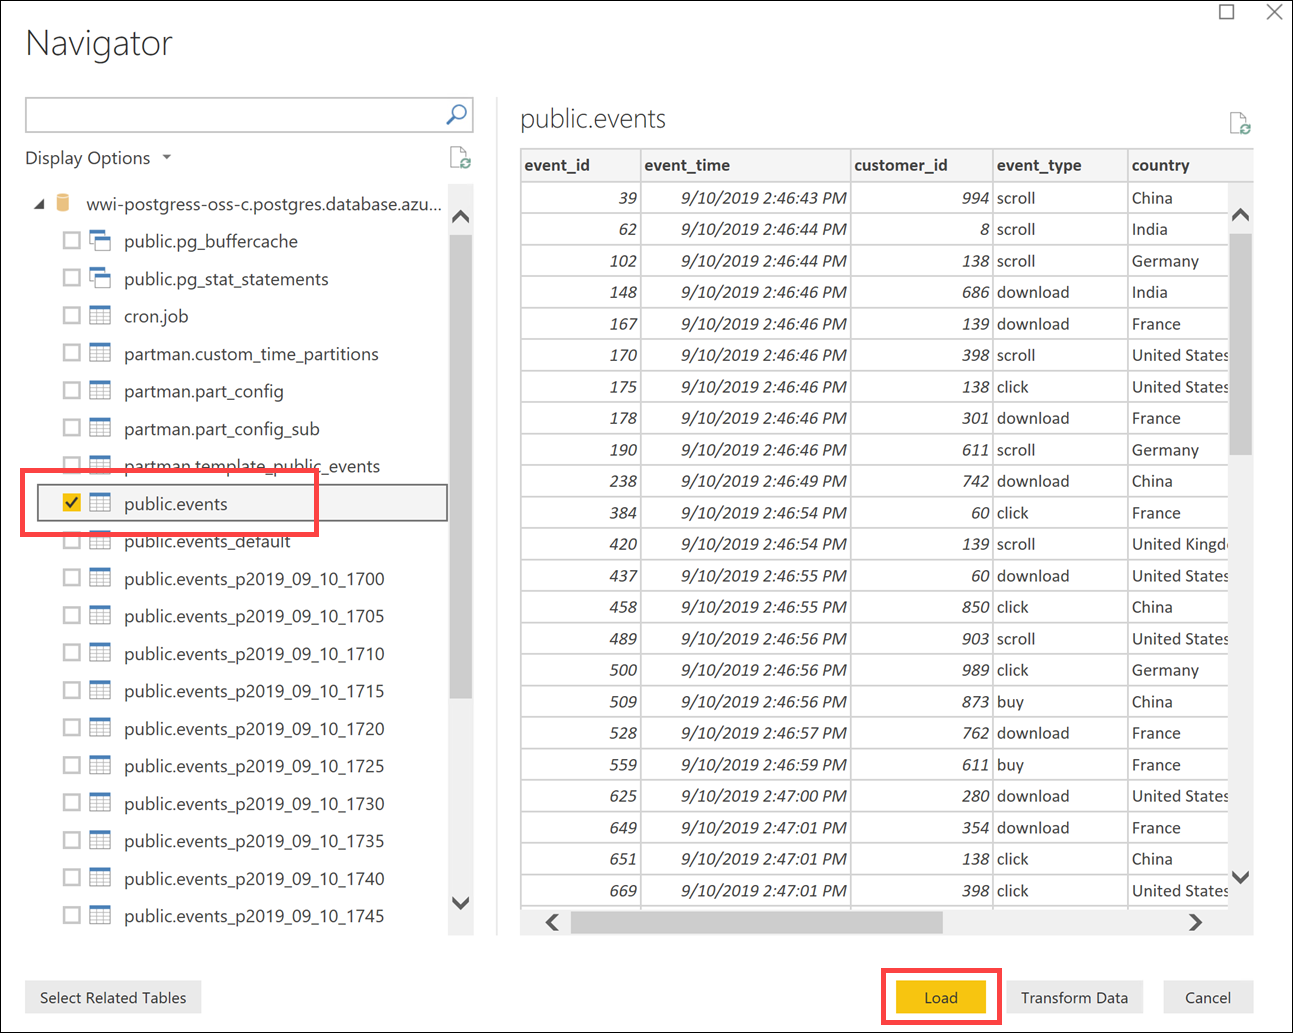 Navigator
Display Options
wwi-postgress-oss-c.postgres.database.azu...
public.pg_buffercache
public.pg_stat_statements
cron.job
partman.custom_time_partitions
partman.part_config
partman.part_config_sub
partman.template_public_events
public.events
public.events_default
public.events_p2019_09_10_1700
public.events_p2019_09_10_1705
public.events_p2019_09_10_1710
public.events_p2019_09_10_1715
public.events_p2019_09_10_1720
public.events_p2019_09_10_1725
public.events_p2019_09_10_1730
public.events_p2019_09_10_1735
public.events_p2019_09_10_1740
public.events_p2019_09_10_1745
public.events
event_id event_time customer_id event_type country
39 9/10/2019 2:46:43 PM 994 scroll China
62 9/10/2019 2:46:44 PM 8 scroll India
102 9/10/2019 2:46:44 PM 138 scroll Germany
148 9/10/2019 2:46:46 PM 686 download India
167 9/10/2019 2:46:46 PM 139 download France
170 9/10/2019 2:46:46 PM 398 scroll United States
175 9/10/2019 2:46:46 PM 138 click United States
178 9/10/2019 2:46:46 PM 301 download France
190 9/10/2019 2:46:46 PM 611 scroll Germany
238 9/10/2019 2:46:49 PM 742 download China
384 9/10/2019 2:46:54 PM 60 click France
420 9/10/2019 2:46:54 PM 139 scroll United Kingd
437 9/10/2019 2:46:55 PM 60 download United States
458 9/10/2019 2:46:55 PM 850 click China
489 9/10/2019 2:46:56 PM 903 scroll United States
500 9/10/2019 2:46:56 PM 989 click Germany
509 9/10/2019 2:46:56 PM 873 buy China
528 9/10/2019 2:46:57 PM 762 download France
559 9/10/2019 2:46:59 PM 611 buy France
625 9/10/2019 2:47:00 PM 280 download United States
649 9/10/2019 2:47:01 PM 354 download France
651 9/10/2019 2:47:01 PM 138 click China
669 9/10/2019 2:47:01 PM 398 click United States
Select Related Tables
Load
Transform Data
Cancel